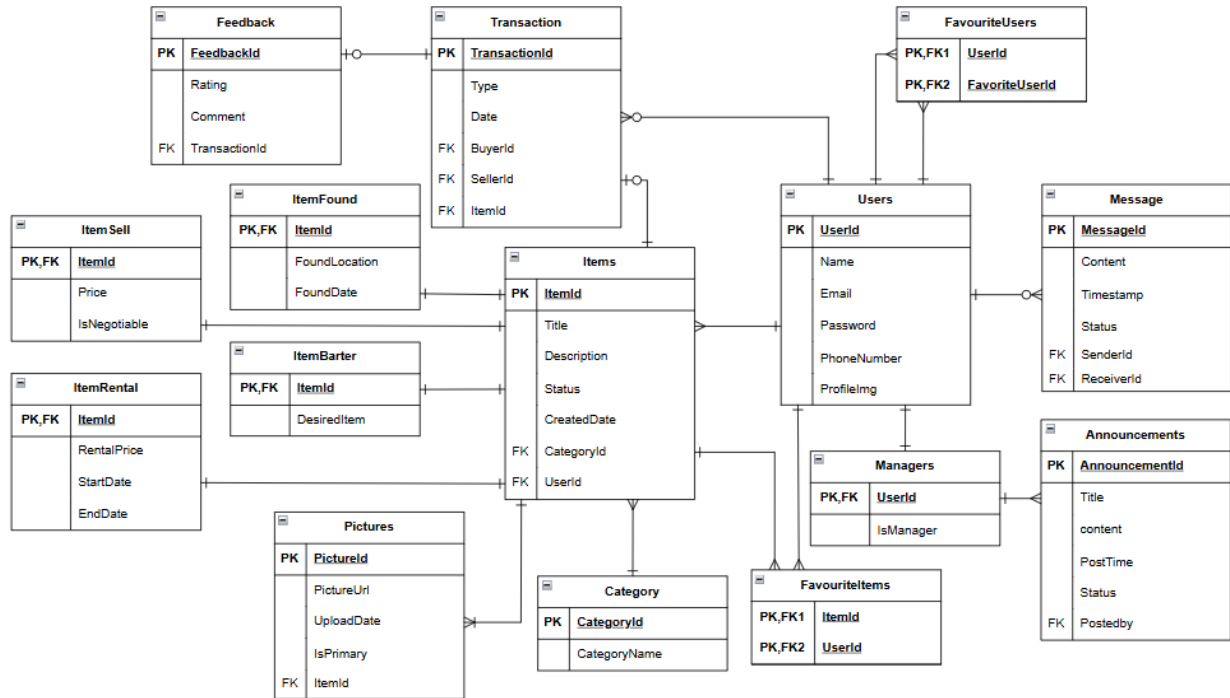 Feedback
PK FeedbackId
Rating
Comment
FK TransactionId
Transaction
PK TransactionId
Type
Date
FK BuyerId
FK SellerId
FK ItemId
FavouriteUsers
PK,FK1 UserId
PK,FK2 FavoriteUserId
ItemFound
PK,FK ItemId
FoundLocation
FoundDate
ItemSell
PK,FK ItemId
Price
IsNegotiable
Items
PK ItemId
Title
Description
Status
CreatedDate
FK CategoryId
FK UserId
Users
PK UserId
Name
Email
Password
PhoneNumber
ProfileImg
Message
PK MessageId
Content
Timestamp
Status
FK SenderId
FK ReceiverId
ItemBarter
PK,FK ItemId
DesiredItem
ItemRental
PK,FK ItemId
RentalPrice
StartDate
EndDate
Managers
PK,FK UserId
IsManager
Announcements
PK AnnouncementId
Title
content
PostTime
Status
FK Postedby
Pictures
PK PictureId
PictureUrl
UploadDate
IsPrimary
FK ItemId
Category
PK CategoryId
CategoryName
FavouriteItems
PK,FK1 ItemId
PK,FK2 UserId